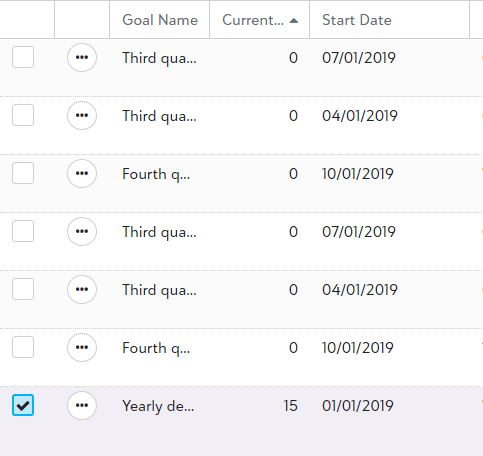 Goal Name Current... Start Date
Third qua... 0 07/01/2019
Third qua... 0 04/01/2019
Fourth q... 0 10/01/2019
Third qua... 0 07/01/2019
Third qua... 0 04/01/2019
Fourth q... 0 10/01/2019
Yearly de... 15 01/01/2019